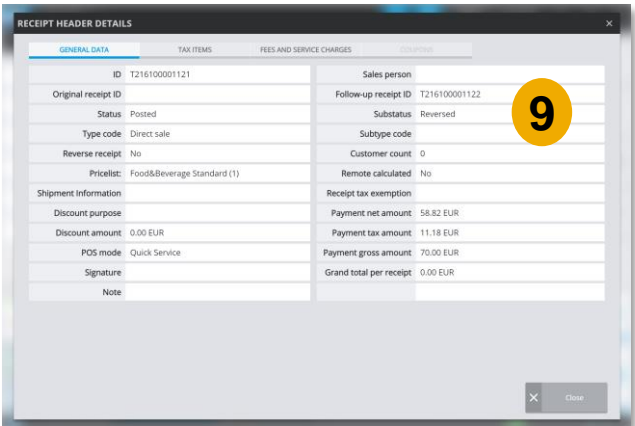 RECEIPT HEADER DETAILS ×
GENERAL DATA TAX ITEMS FEES AND SERVICE CHARGES COUPONS
ID T216100001121 Sales person
Original receipt ID Follow-up receipt ID T216100001122
Status Posted Substatus Reversed
Type code Direct sale Subtype code
Reverse receipt No Customer count 0
Pricelist: Food&Beverage Standard (1) Remote calculated No
Shipment Information Receipt tax exemption
Discount purpose Payment net amount 58.82 EUR
Discount amount 0.00 EUR Payment tax amount 11.18 EUR
POS mode Quick Service Payment gross amount 70.00 EUR
Signature Grand total per receipt 0.00 EUR
Note
9
× Close